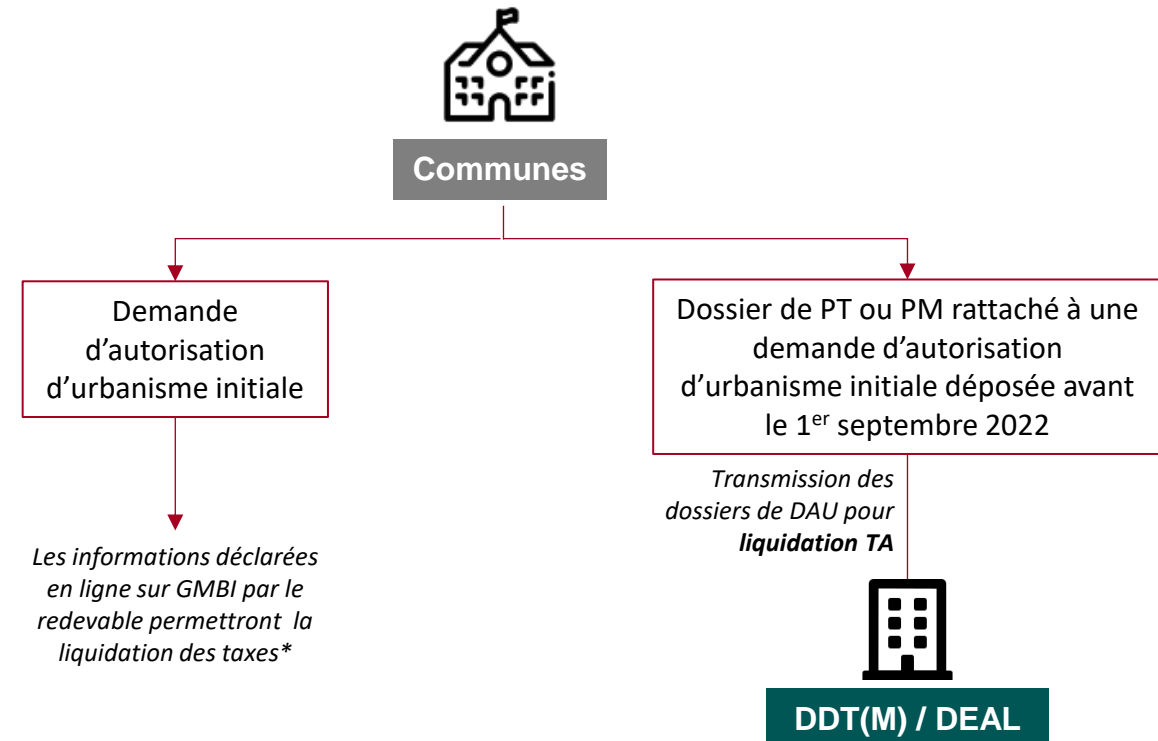 Communes
Demande
d’autorisation
d’urbanisme initiale
Les informations déclarées
en ligne sur GMBI par le
redevable permettront la
liquidation des taxes*
Dossier de PT ou PM rattaché à une
demande d’autorisation
d’urbanisme initiale déposée avant
le 1er septembre 2022
Transmission des
dossiers de DAU pour
liquidation TA
DDT(M) / DEAL